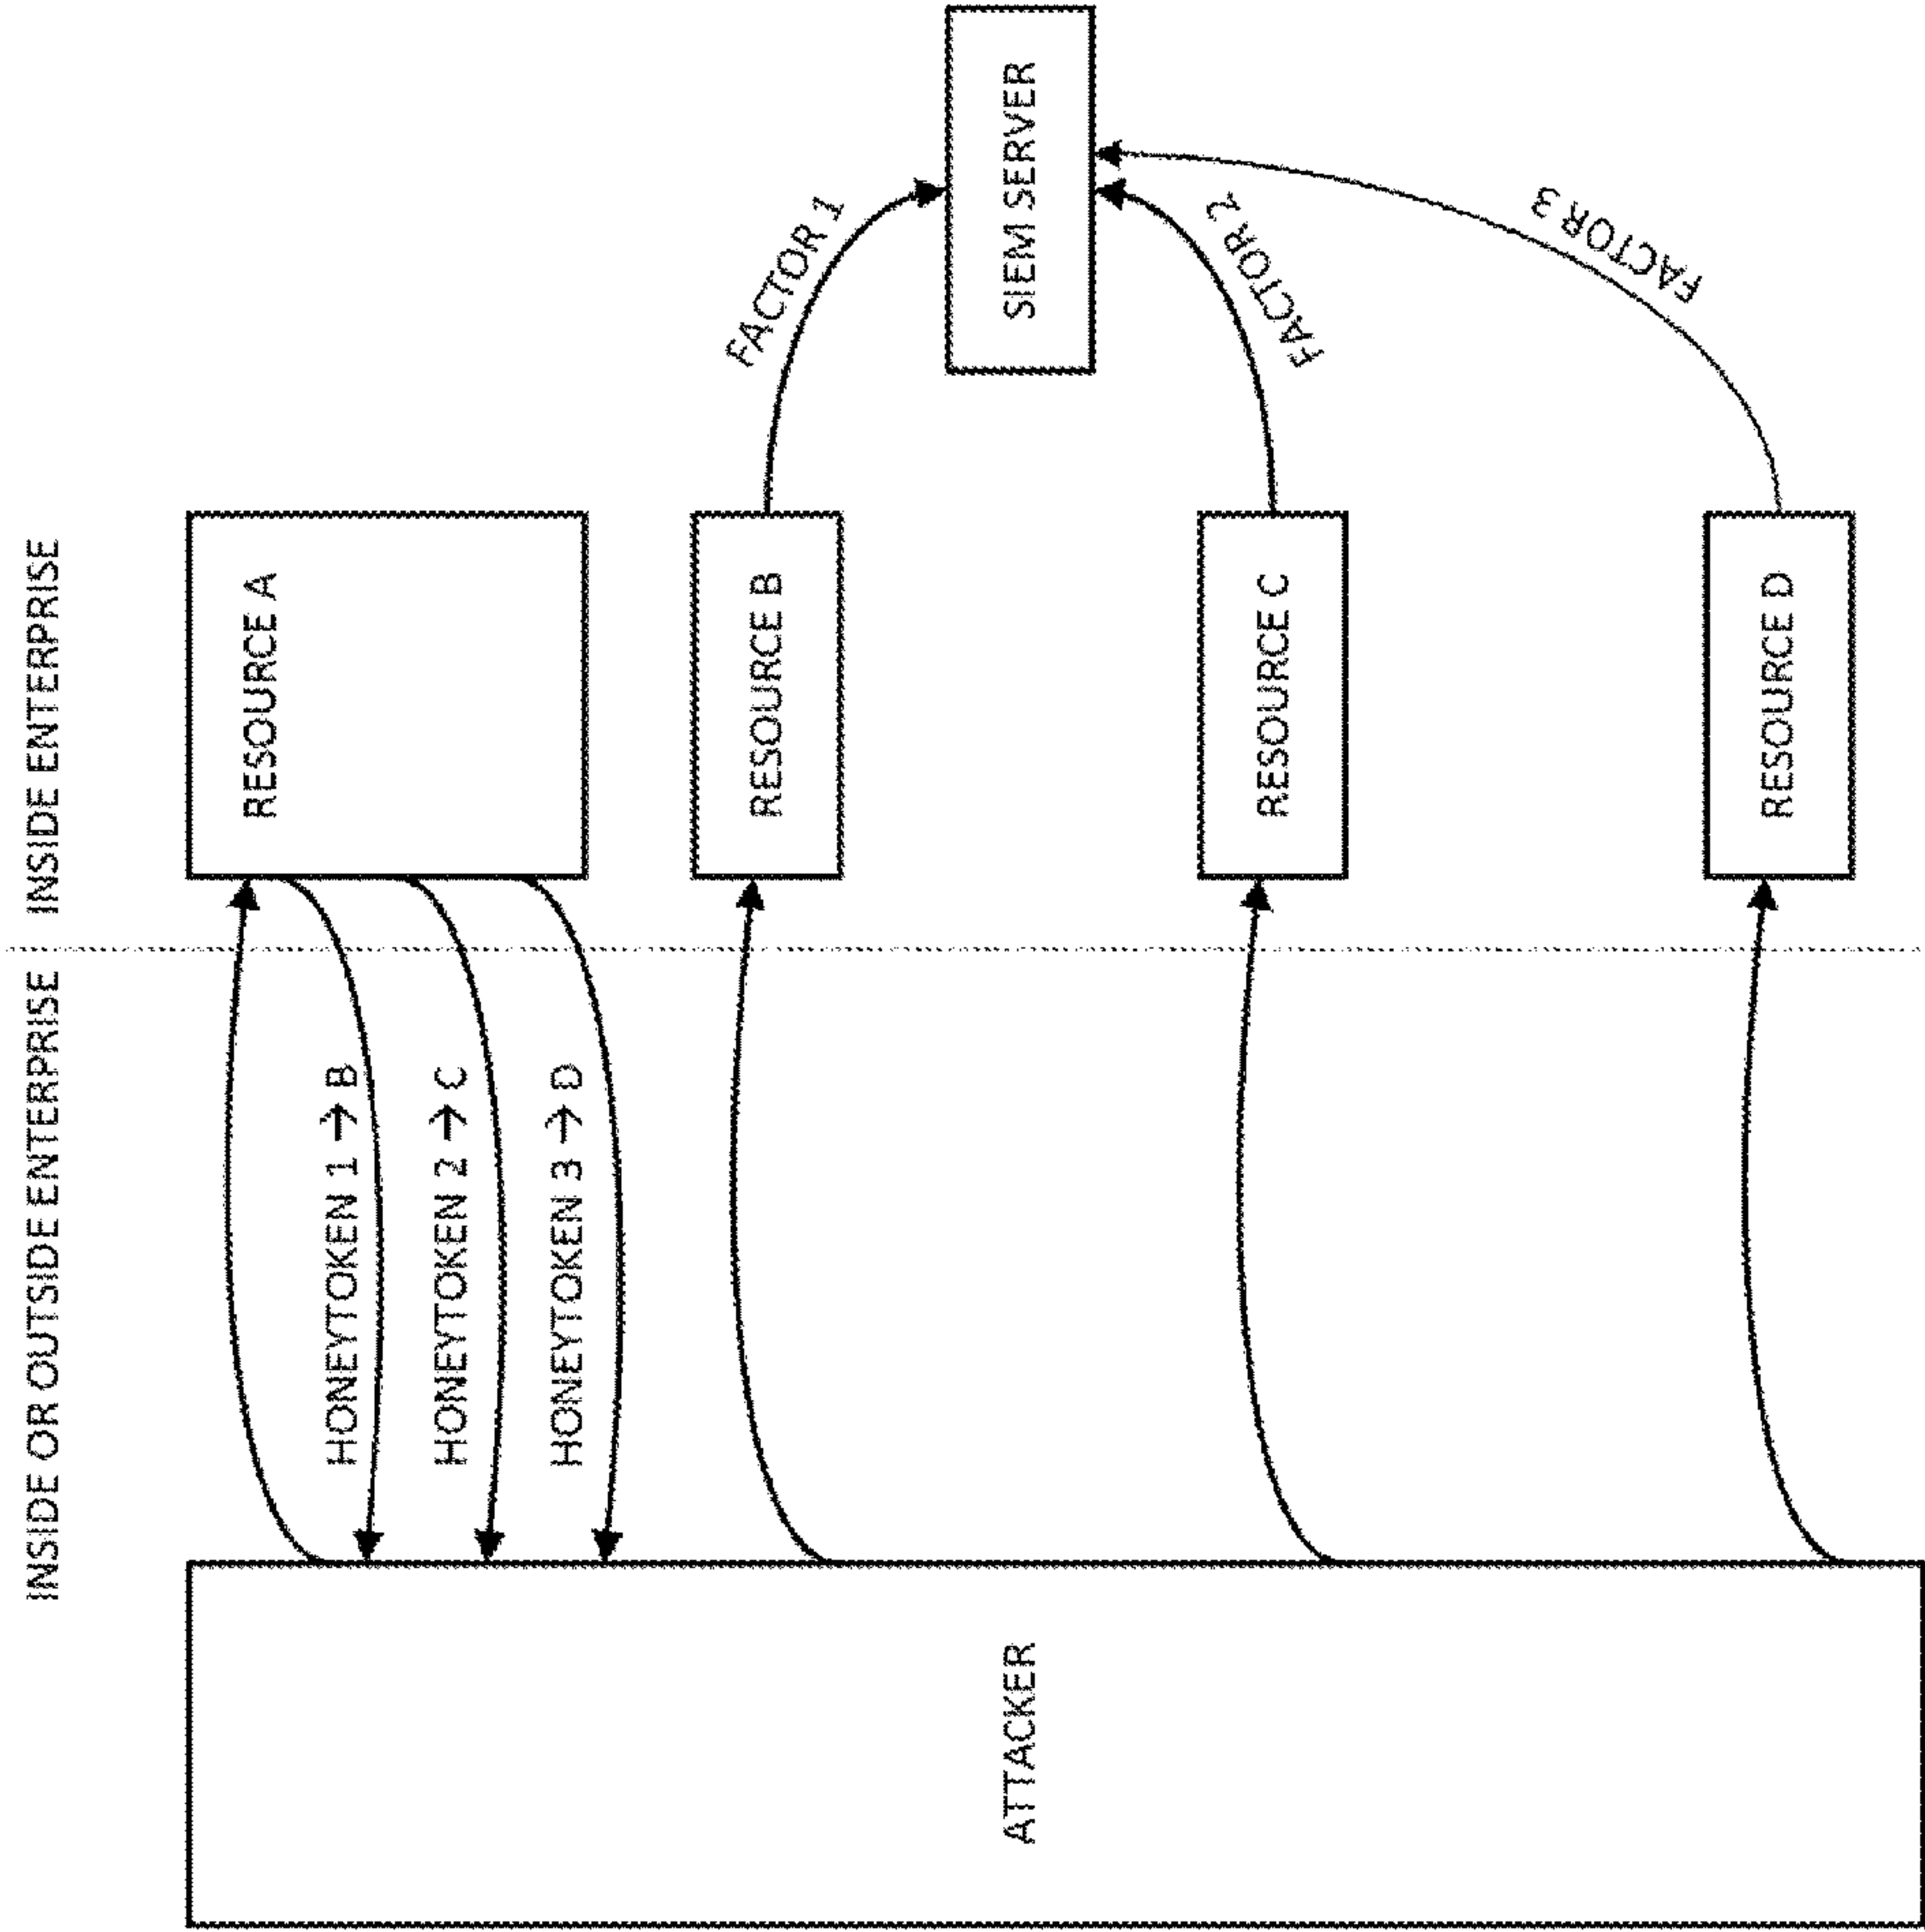 INSIDE OR OUTSIDE ENTERPRISE
INSIDE ENTERPRISE
ATTACKER
HONEYTOKEN 1 → B
HONEYTOKEN 2 → C
HONEYTOKEN 3 → D
RESOURCE A
RESOURCE B
RESOURCE C
RESOURCE D
FACTOR 1
FACTOR 2
FACTOR 3
SIEM SERVER